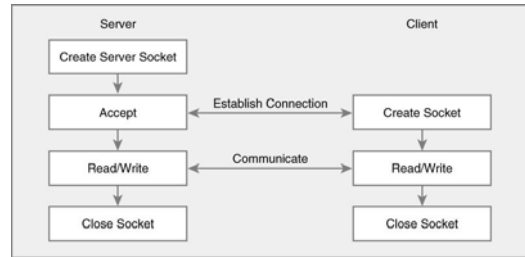 Server
Client
Create Server Socket
Accept
Establish Connection
Create Socket
Read/Write
Communicate
Read/Write
Close Socket
Close Socket